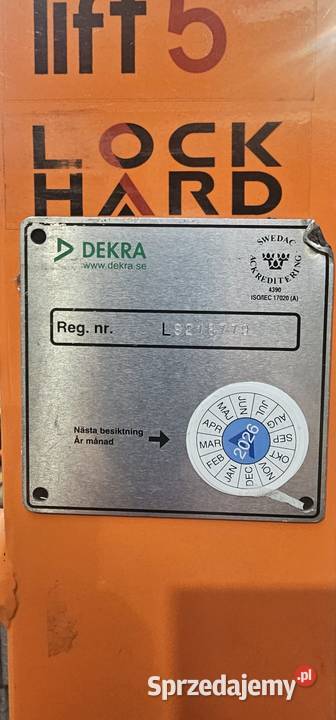 lift 5
LOCK
HARD
DEKRA
www.dekra.se
SWEDAC
ACKREDITERING
4390
ISO/IEC 17020 (A)
Reg. nr.
Nästa besiktning
År månad
JAN FEB MAR APR MAJ JUN JUL AUG SEP OKT NOV DEC
2026
Sprzedajemy.pl